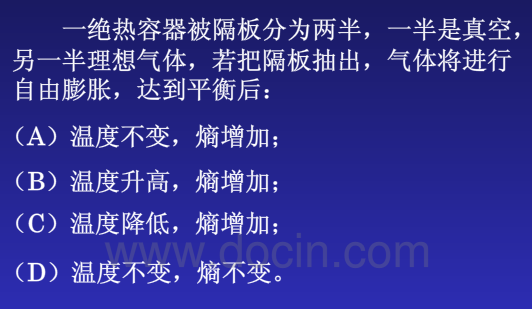 一绝热容器被隔板分为两半，一半是真空，
另一半理想气体，若把隔板抽出，气体将进行
自由膨胀，达到平衡后：
（A）温度不变，熵增加；
（B）温度升高，熵增加；
（C）温度降低，熵增加；
www.docin.com
（D）温度不变，熵不变。